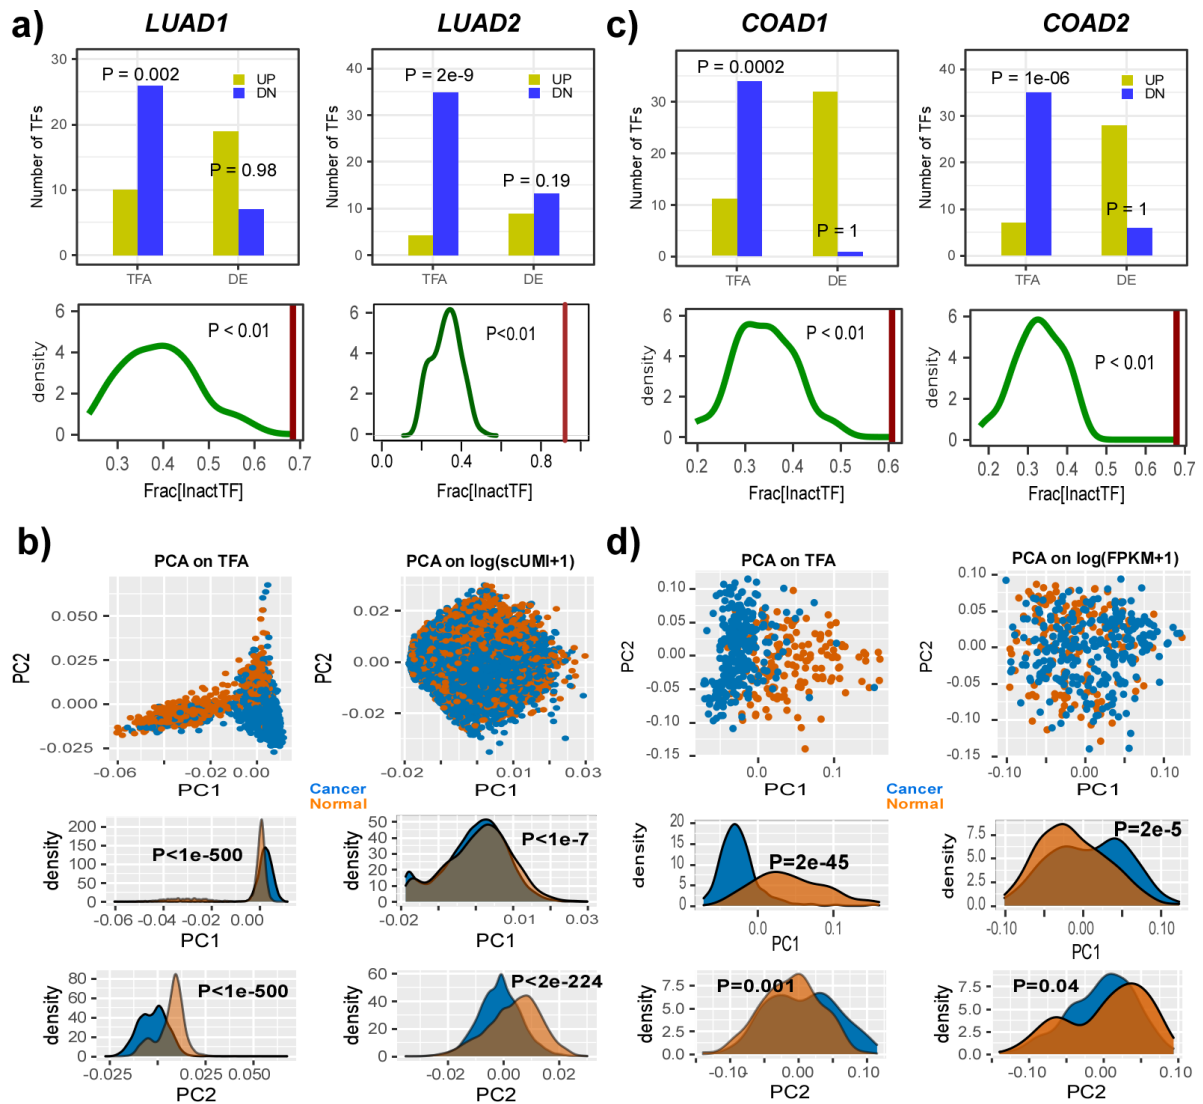 a)
LUAD1
LUAD2
c)
COAD1
COAD2
Number of TFs
30
20
10
0
P = 0.002
UP
DN
P = 0.98
TFA
DE
Number of TFs
40
30
20
10
0
P = 2e-9
UP
DN
P = 0.19
TFA
DE
Number of TFs
30
20
10
0
P = 0.0002
UP
DN
P = 1
TFA
DE
Number of TFs
40
30
20
10
0
P = 1e-06
UP
DN
P = 1
TFA
DE
density
6
4
2
0
P < 0.01
0.3 0.4 0.5 0.6 0.7
Frac[InactTF]
6
4
2
0
P<0.01
0.0 0.4 0.8
Frac[InactTF]
density
6
4
2
0
P < 0.01
0.2 0.3 0.4 0.5 0.6
Frac[InactTF]
density
6
4
2
0
P < 0.01
0.2 0.3 0.4 0.5 0.6 0.7
Frac[InactTF]
b)
PCA on TFA
PC2
0.050
0.025
0.000
-0.025
-0.06 -0.02 0.00
PC1
PCA on log(scUMI+1)
PC2
0.02
0.00
-0.02
-0.02 0.01 0.03
PC1
d)
PCA on TFA
PC2
0.10
0.05
0.00
-0.05
-0.10
-0.15
0.0 0.1
PC1
PCA on log(FPKM+1)
PC2
0.10
0.05
0.00
-0.05
-0.10
-0.15
-0.10 0.00 0.10
PC1
Cancer
Normal
Cancer
Normal
density
200
150
100
50
0
P<1e-500
-0.06 -0.04 -0.02 0.00
PC1
density
50
40
30
20
10
0
P<1e-7
-0.02 0.01 0.03
PC1
density
20
15
10
5
0
P=2e-45
0.0 0.1
PC1
density
7.5
5.0
2.5
0.0
P=2e-5
-0.10 0.00 0.10
PC1
density
80
60
40
20
0
P<1e-500
-0.025 0.025 0.050
PC2
density
60
40
20
0
P<2e-224
-0.02 0.00 0.02
PC2
density
7.5
5.0
2.5
0.0
P=0.001
-0.10 0.00 0.10
PC2
density
7.5
5.0
2.5
0.0
P=0.04
-0.10 0.00 0.10
PC2